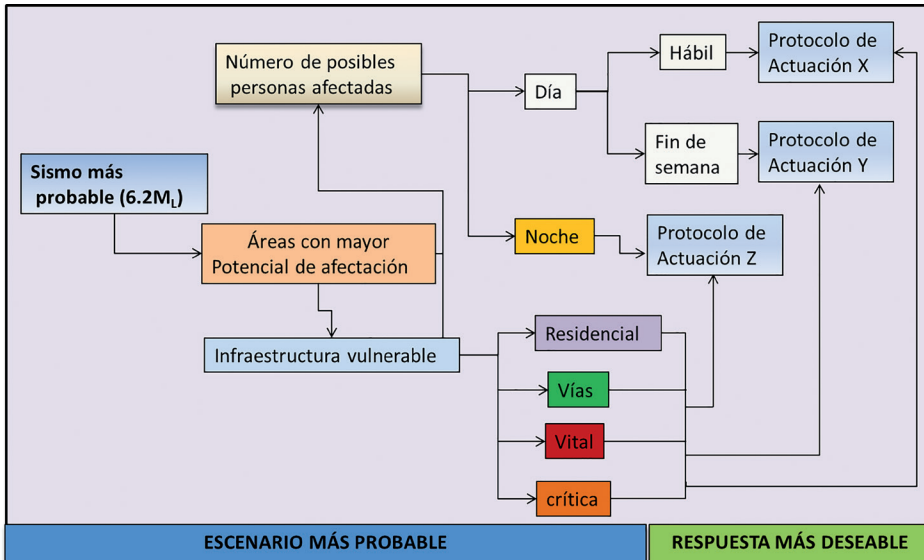 Número de posibles
personas afectadas
Día
Hábil
Protocolo de
Actuación X
Fin de
semana
Protocolo de
Actuación Y
Sismo más
probable (6.2M_L)
Áreas con mayor
Potencial de afectación
Noche
Protocolo de
Actuación Z
Infraestructura vulnerable
Residencial
Vías
Vital
crítica
ESCENARIO MÁS PROBABLE
RESPUESTA MÁS DESEABLE